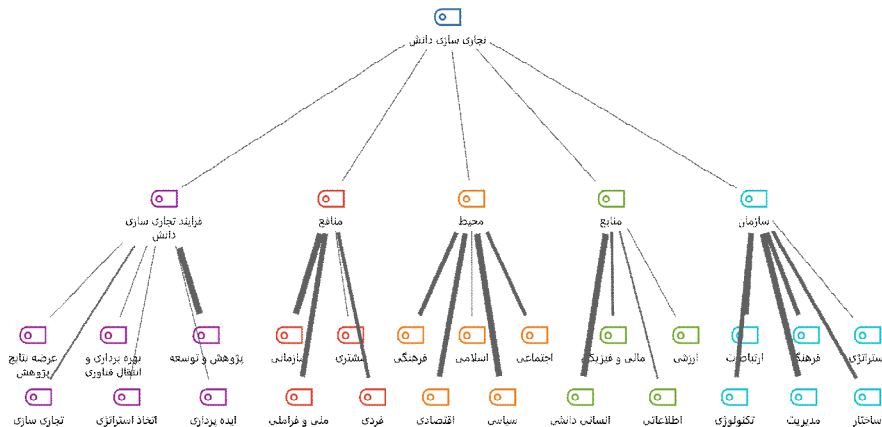 تجاری سازی دانش
سازمان
منابع
محیط
منافع
فرایند تجاری سازی
دانش
ستراتژی
فرهنگ
ارتباطات
ارزشی
مالی و فیزیکی
اجتماعی
اسلامی
فرهنگی
مشتری
سازمانی
پژوهش و توسعه
بهره برداری و
انتقال فناوری
عرضه نتایج
پژوهش
ساختار
مدیریت
تکنولوژی
اطلاعاتی
انسانی دانشی
سیاسی
اقتصادی
فردی
ملی و فراملی
ایده پردازی
اتخاذ استراتژی
تجاری سازی